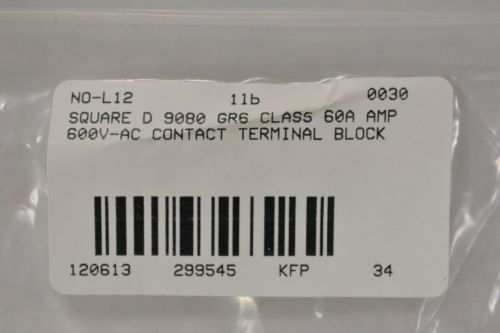 NO-L12 11b 0030
SQUARE D 9080 GR6 CLASS 60A AMP
600V-AC CONTACT TERMINAL BLOCK
120613 299545 KFP 34